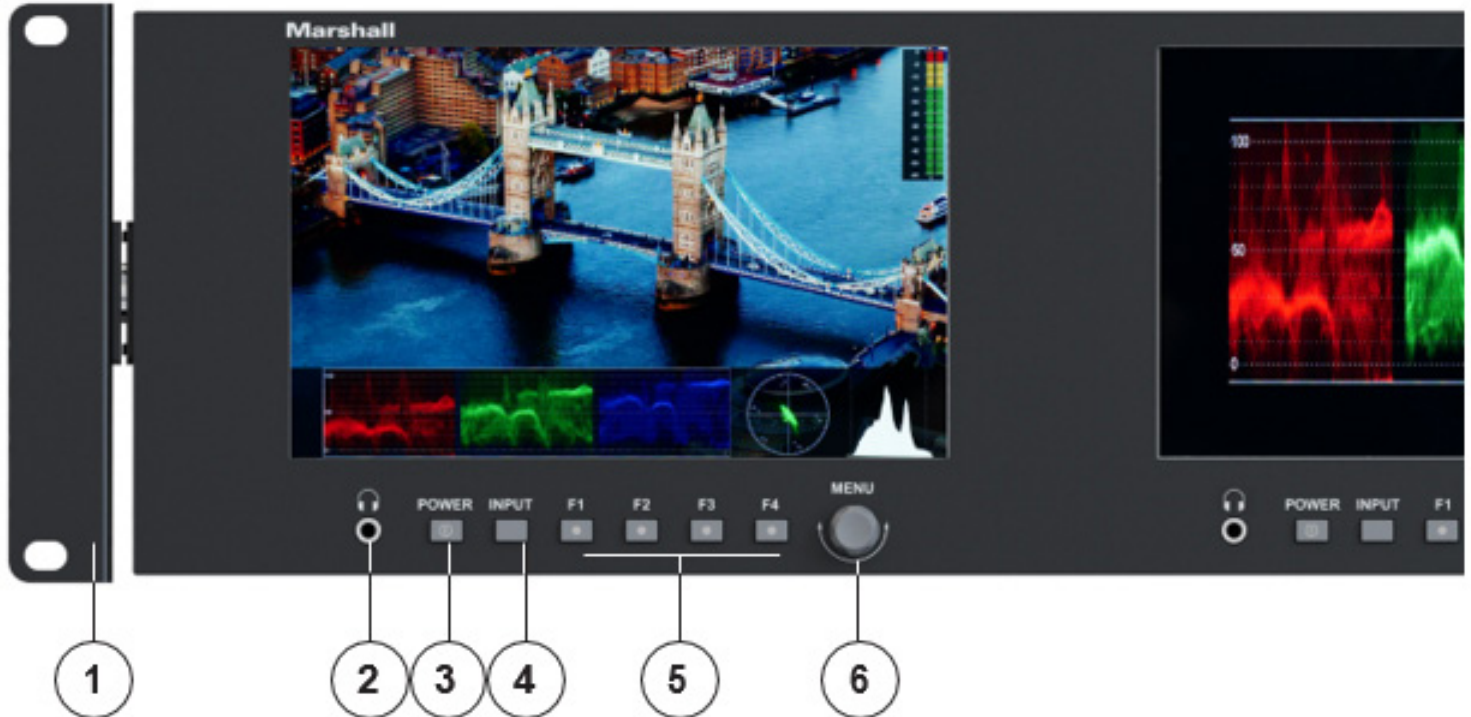 Marshall
100
50
0
POWER INPUT F1 F2 F3 F4 MENU
POWER INPUT F1
1 2 3 4 5 6